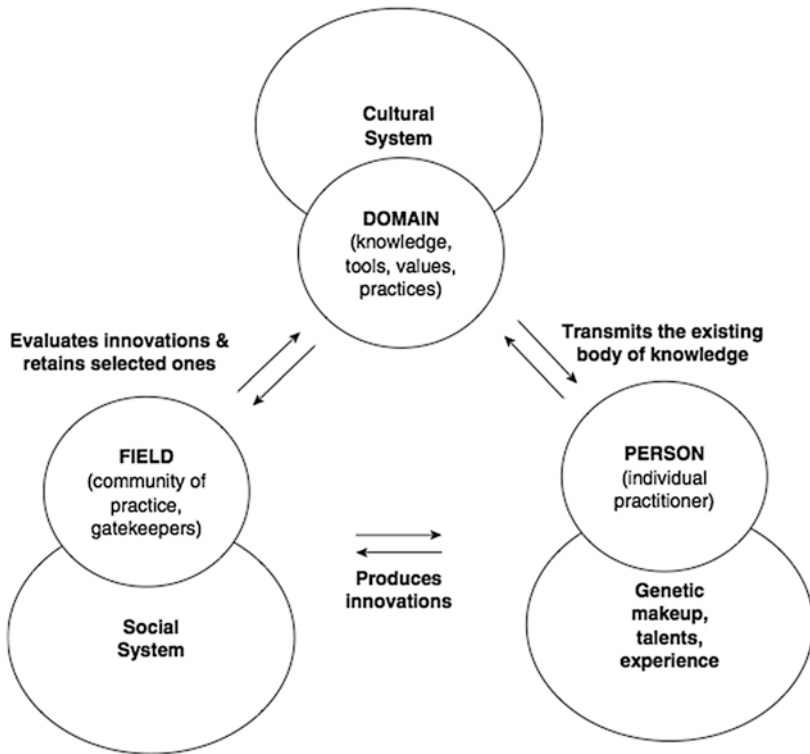 Cultural
System
DOMAIN
(knowledge,
tools, values,
practices)
Evaluates innovations &
retains selected ones
Transmits the existing
body of knowledge
FIELD
(community of
practice,
gatekeepers)
PERSON
(individual
practitioner)
Produces
innovations
Social
System
Genetic
makeup,
talents,
experience